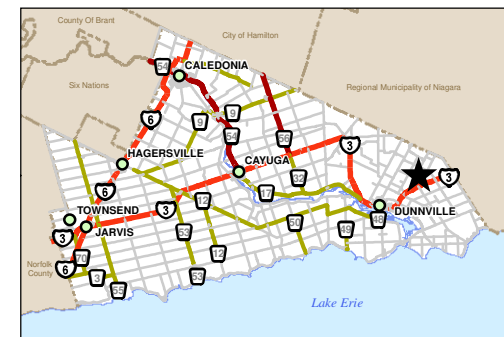 County Of Brant
City of Hamilton
54
CALEDONIA
Six Nations
Regional Municipality of Niagara
6
9
9
54
56
3
HAGERSVILLE
CAYUGA
3
6
32
17
TOWNSEND
3
12
DUNNVILLE
48
JARVIS
50
49
3
53
12
Norfolk
County
70
6
3
53
55
Lake Erie